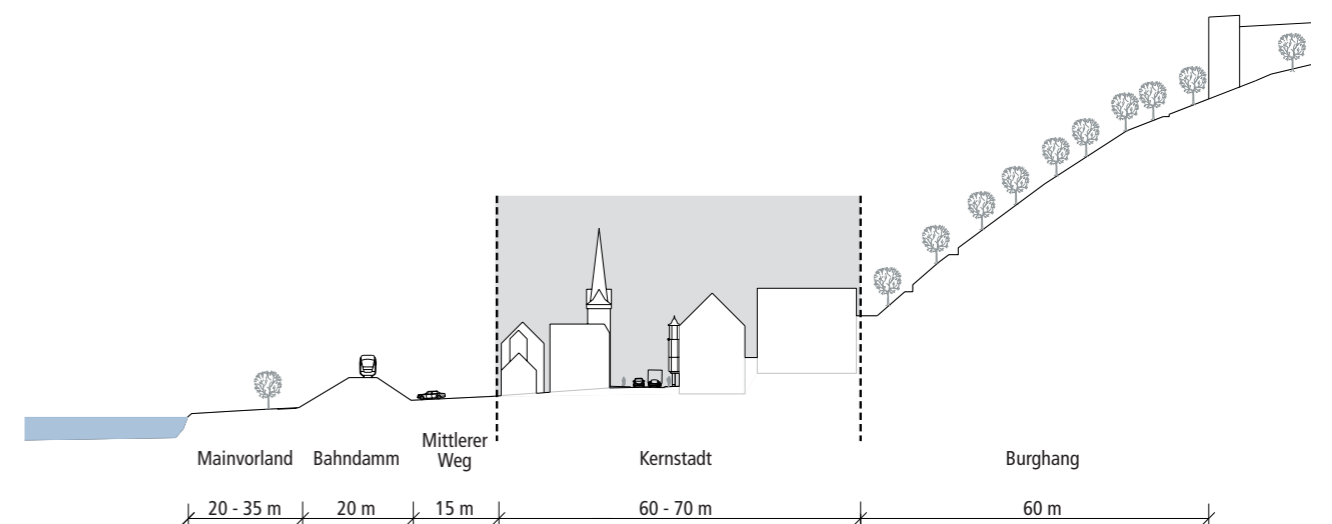 Mainvorland Bahndamm Mittlerer
Weg Kernstadt Burghang
20 - 35 m 20 m 15 m 60 - 70 m 60 m